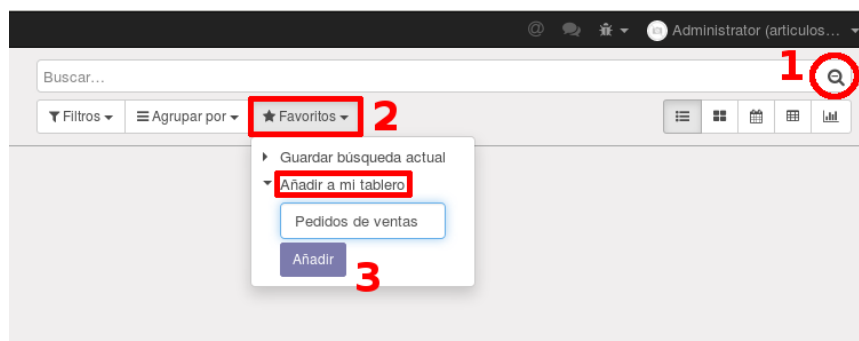 @ Administrator (articulos...
1
Buscar...
Filtros Agrupar por Favoritos 2
Guardar búsqueda actual
Añadir a mi tablero
Pedidos de ventas
Añadir
3